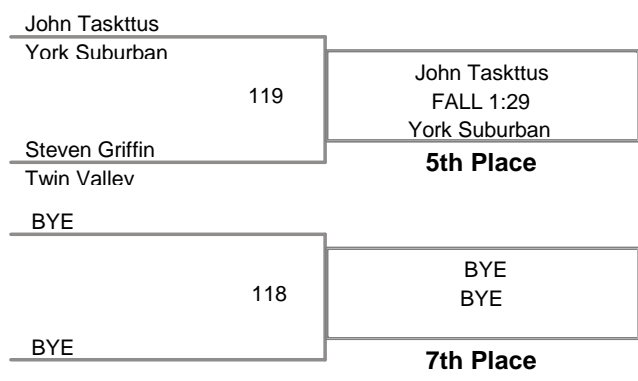 John Taskttus
York Suburban
119
John Taskttus
FALL 1:29
York Suburban
Steven Griffin
5th Place
Twin Valley
BYE
118
BYE
BYE
BYE
7th Place